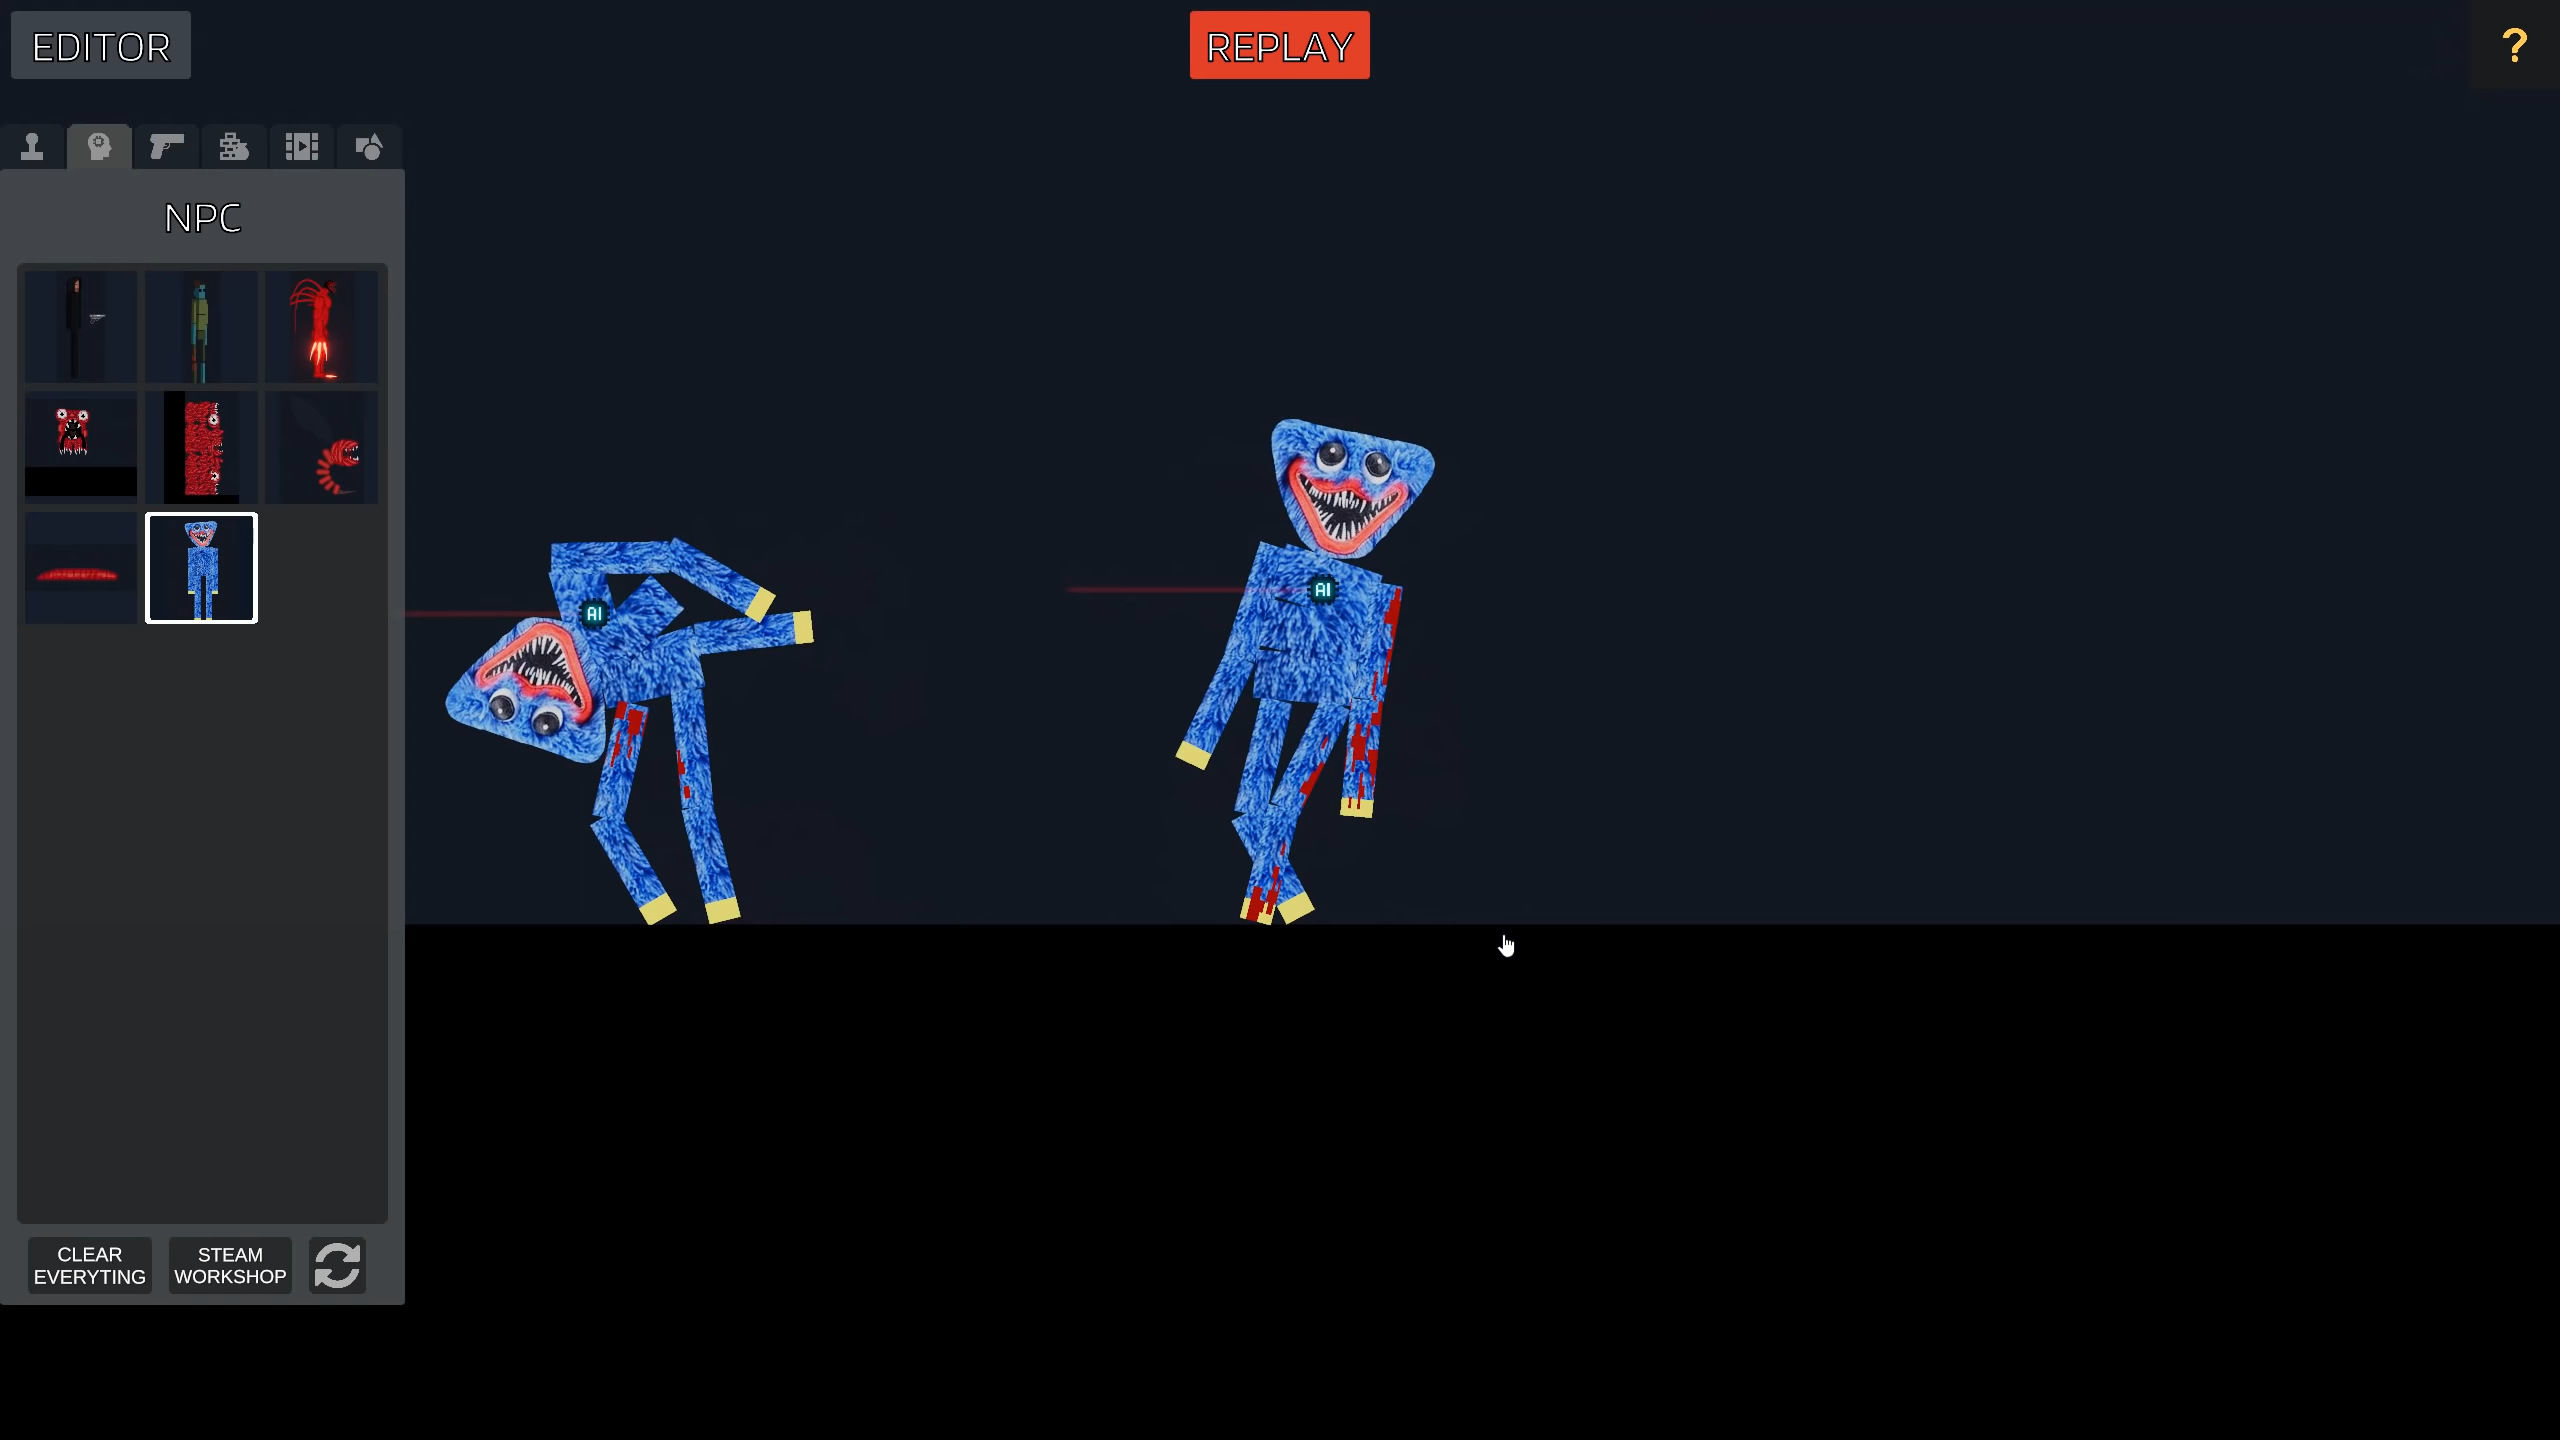 EDITOR
REPLAY
?
NPC
AI
AI
CLEAR
EVERYTING
STEAM
WORKSHOP